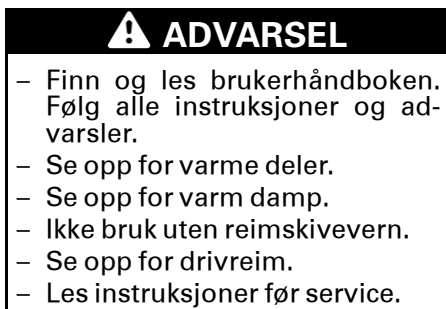 ADVARSEL
– Finn og les brukerhåndboken.
Følg alle instruksjoner og ad-
varsler.
– Se opp for varme deler.
– Se opp for varm damp.
– Ikke bruk uten reimskivevern.
– Se opp for drivreim.
– Les instruksjoner før service.